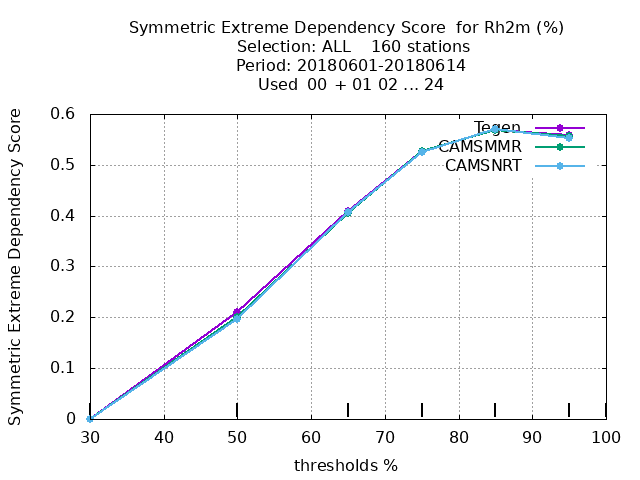 Symmetric Extreme Dependency Score  for Rh2m (%)
Selection: ALL    160 stations
Period: 20180601-20180614
Used  00  + 01 02 ... 24
Symmetric Extreme Dependency Score
0.6
0.5
0.4
0.3
0.2
0.1
0
Tegen
CAMSMMR
CAMSNRT
30 40 50 60 70 80 90 100
thresholds %